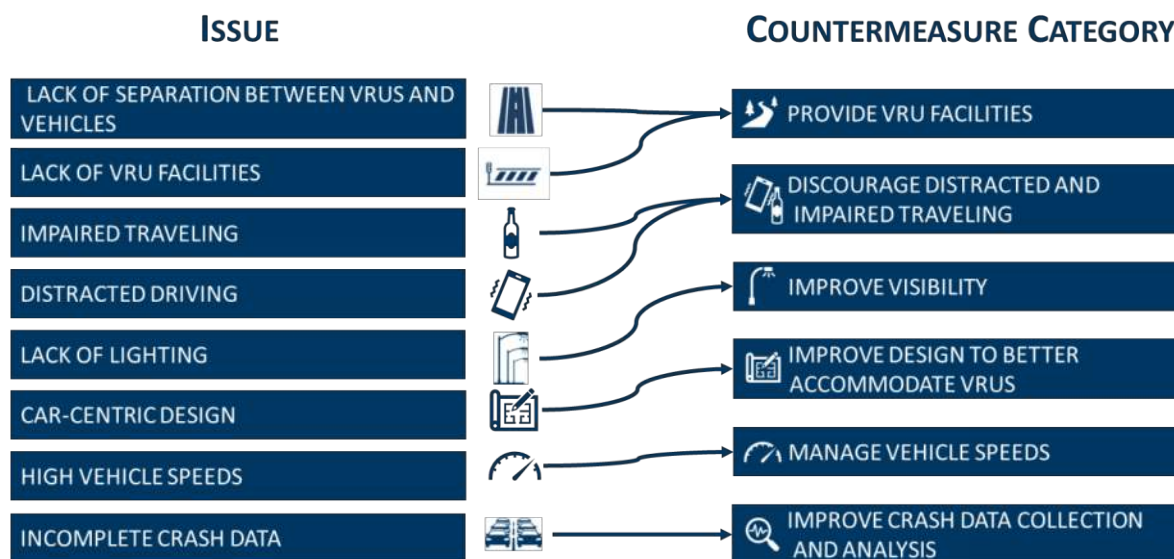 ISSUE
LACK OF SEPARATION BETWEEN VRUS AND
VEHICLES
LACK OF VRU FACILITIES
IMPAIRED TRAVELING
DISTRACTED DRIVING
LACK OF LIGHTING
CAR-CENTRIC DESIGN
HIGH VEHICLE SPEEDS
INCOMPLETE CRASH DATA
COUNTERMEASURE CATEGORY
PROVIDE VRU FACILITIES
DISCOURAGE DISTRACTED AND
IMPAIRED TRAVELING
IMPROVE VISIBILITY
IMPROVE DESIGN TO BETTER
ACCOMMODATE VRUS
MANAGE VEHICLE SPEEDS
IMPROVE CRASH DATA COLLECTION
AND ANALYSIS